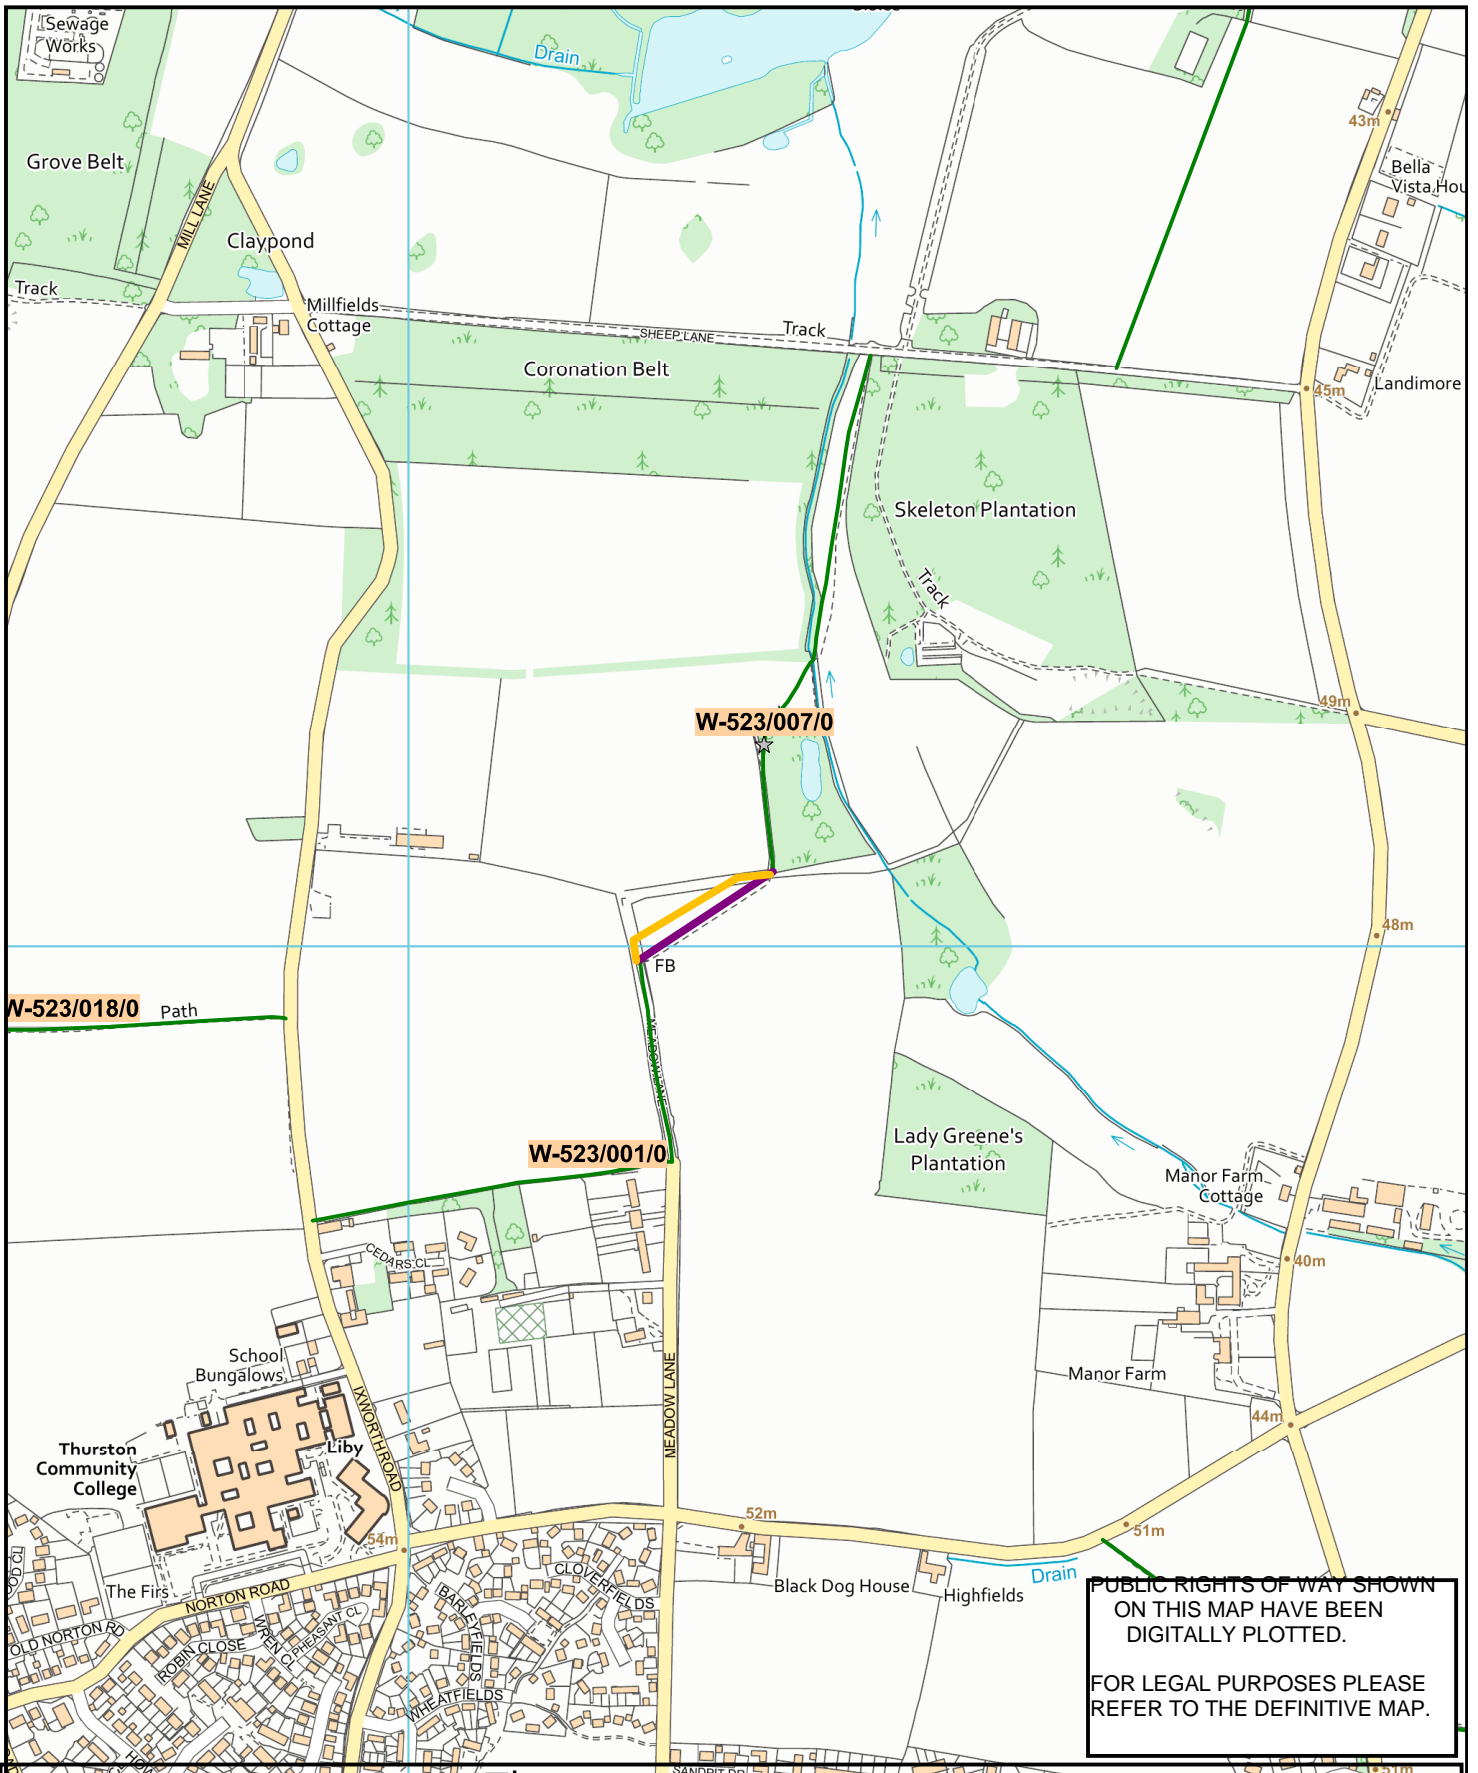 Sewage
Works
Drain
43m
Grove Belt
Bella
Vista Hou
MILL LANE
Claypond
Track
Millfields
Cottage
SHEEP LANE
Track
Coronation Belt
Landimore
45m
Skeleton Plantation
Track
49m
W-523/007/0
48m
FB
W-523/018/0
Path
MEADOW LANE
W-523/001/0
Lady Greene's
Plantation
Manor Farm
Cottage
CEDARS CL
40m
School
Bungalows
MEADOW LANE
Manor Farm
IXWORTH ROAD
44m
Thurston
Community
College
Liby
52m
51m
54m
Drain
The Firs
CLOVERFIELDS
Black Dog House
Highfields
NORTON ROAD
BARLEYFIELDS
OLD NORTON RD
ROBIN CLOSE
WREN CL
PHEASANT CL
WHEATFIELDS
PUBLIC RIGHTS OF WAY SHOWN
ON THIS MAP HAVE BEEN
DIGITALLY PLOTTED.
FOR LEGAL PURPOSES PLEASE
REFER TO THE DEFINITIVE MAP.
SANDPIT DR
51m